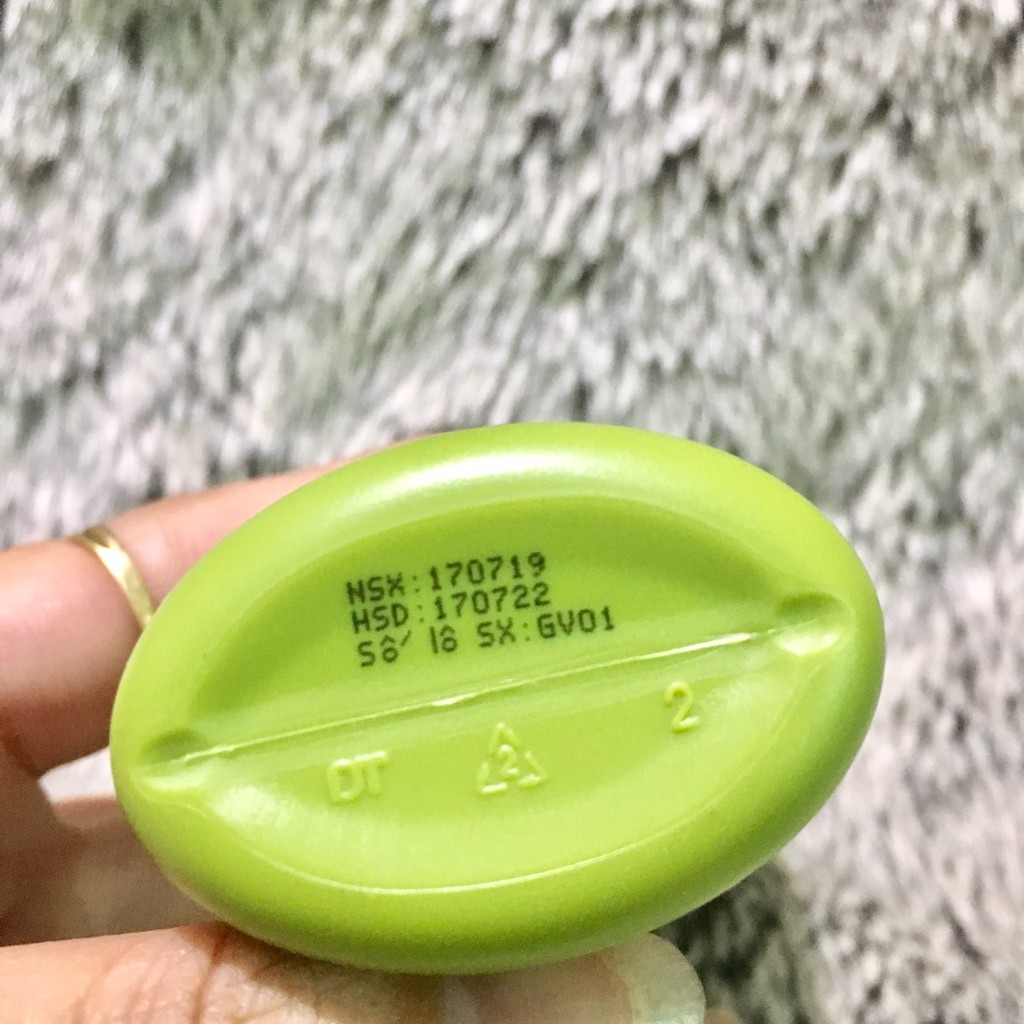 NSX:170719
HSD:170722
Số lô SX:GV01
DT 2 2